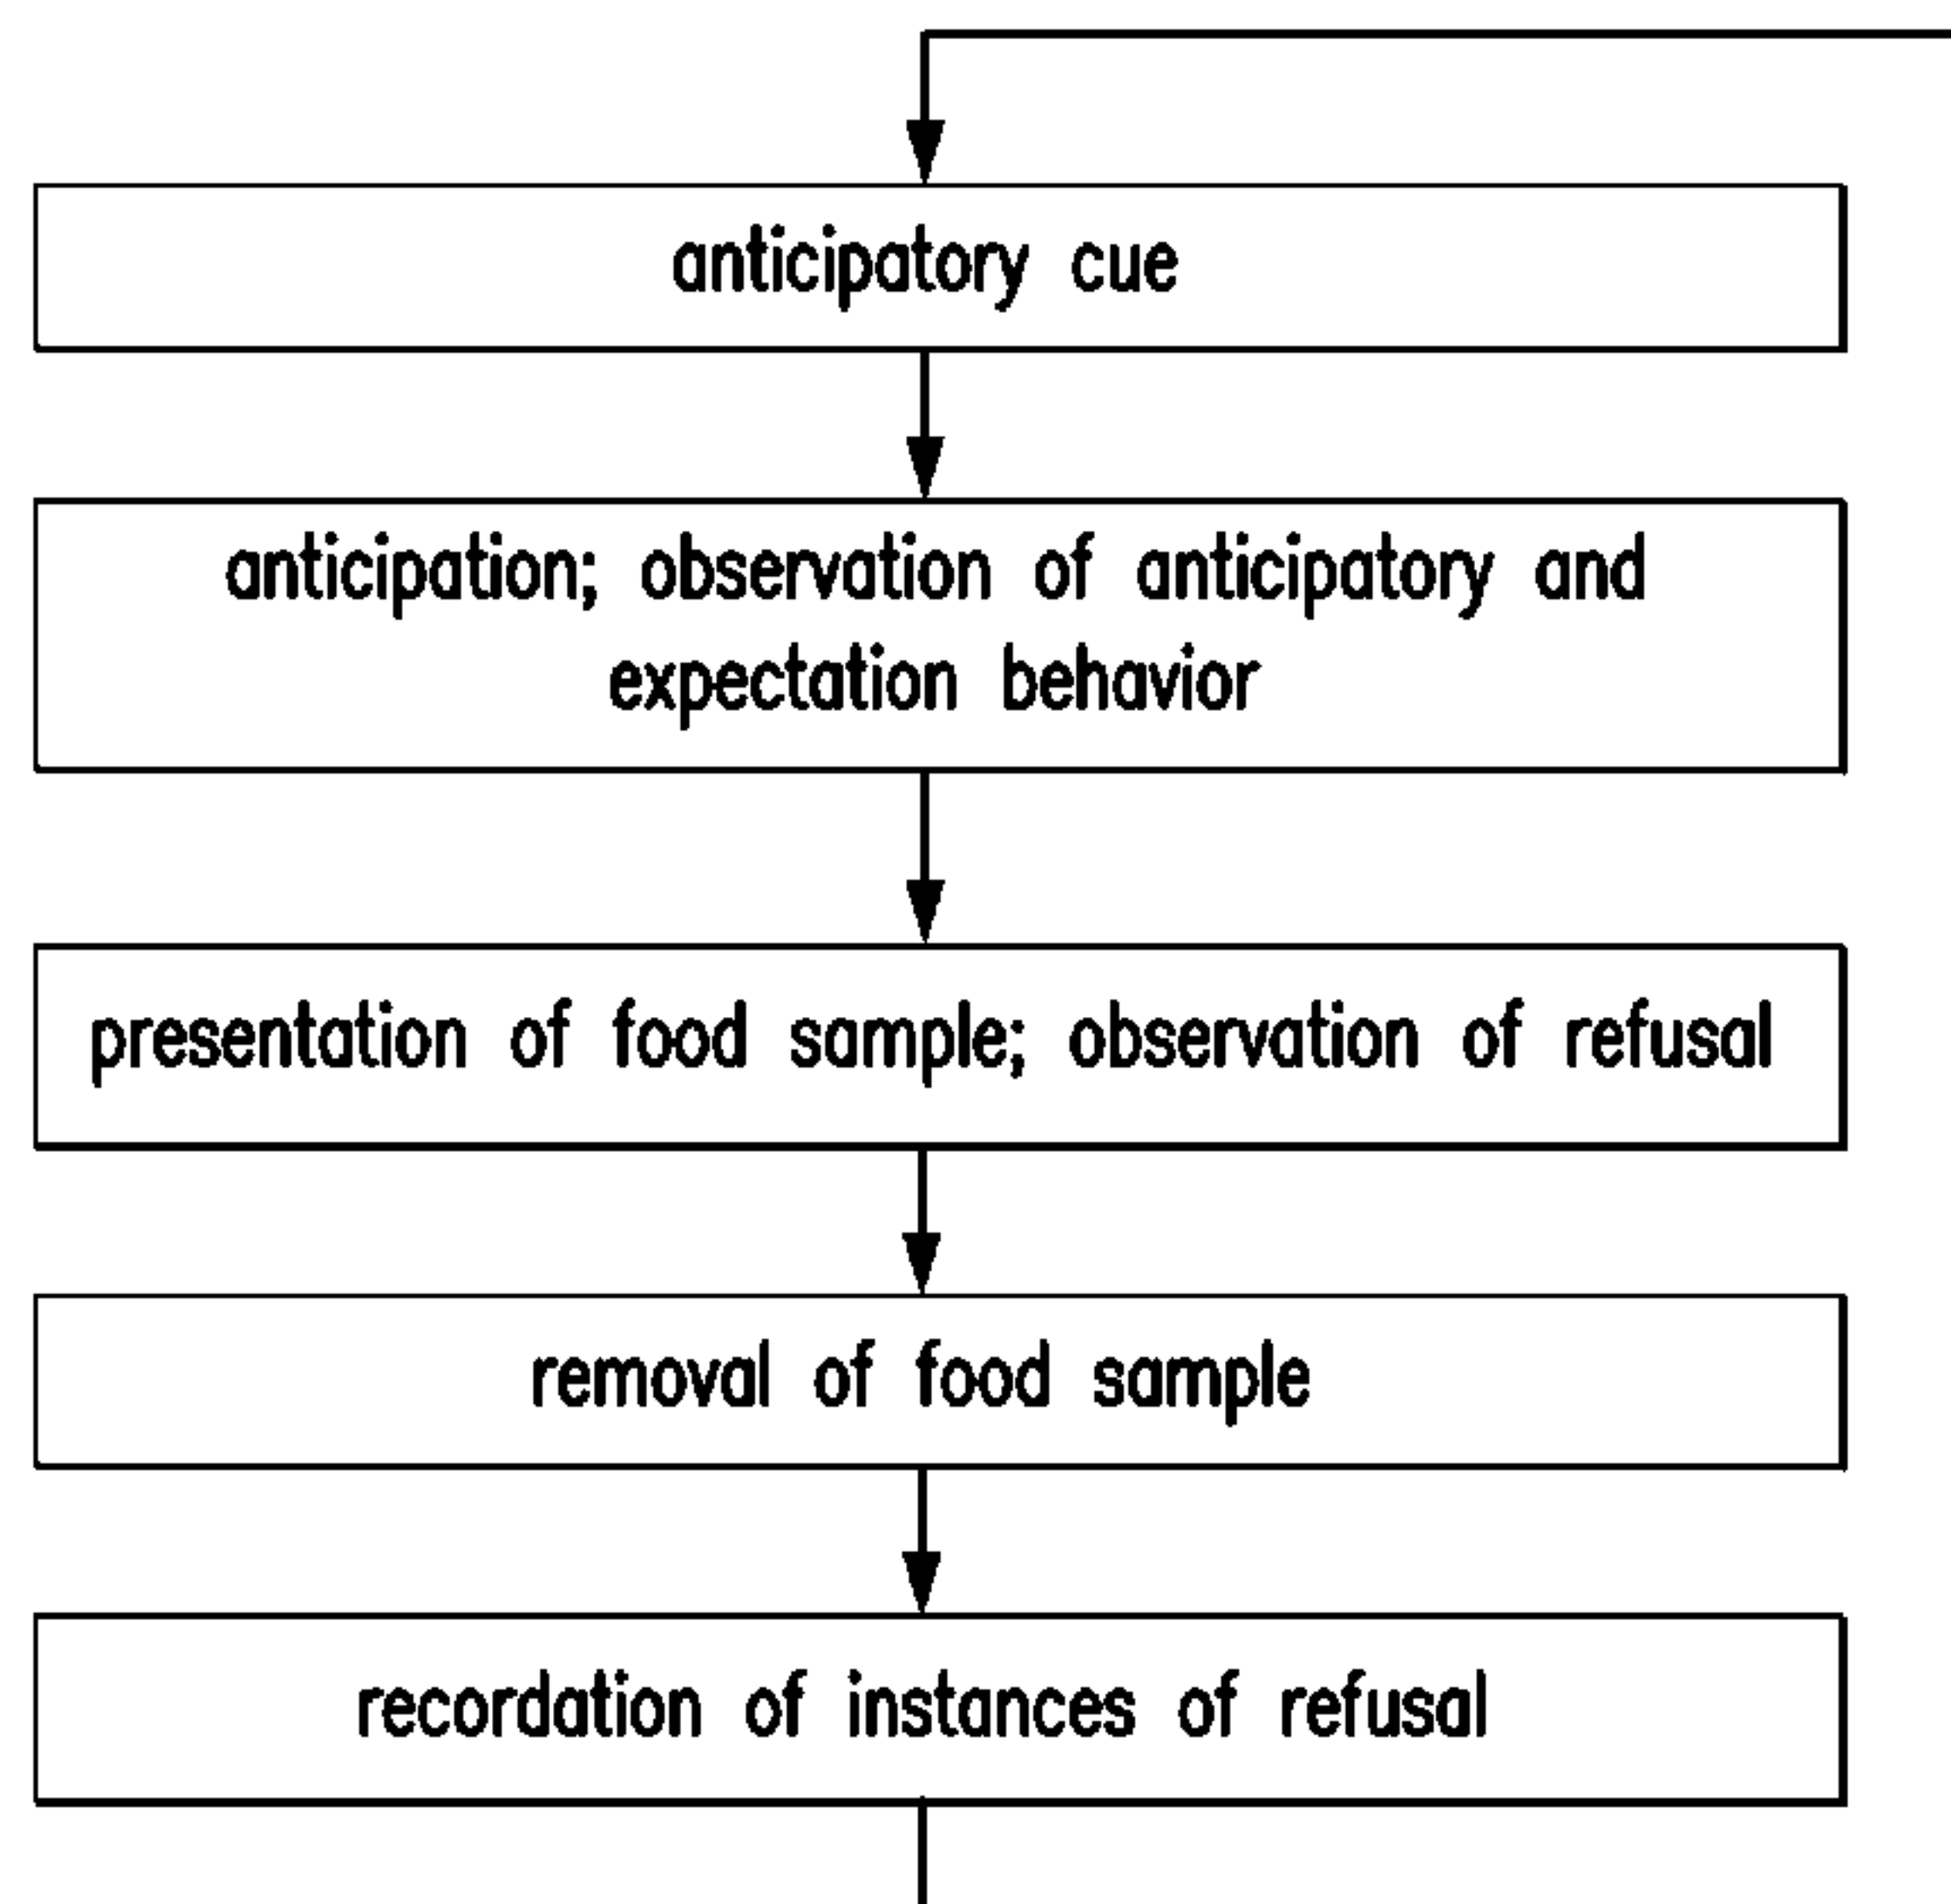 anticipatory cue
anticipation; observation of anticipatory and
expectation behavior
presentation of food sample; observation of refusal
removal of food sample
recordation of instances of refusal